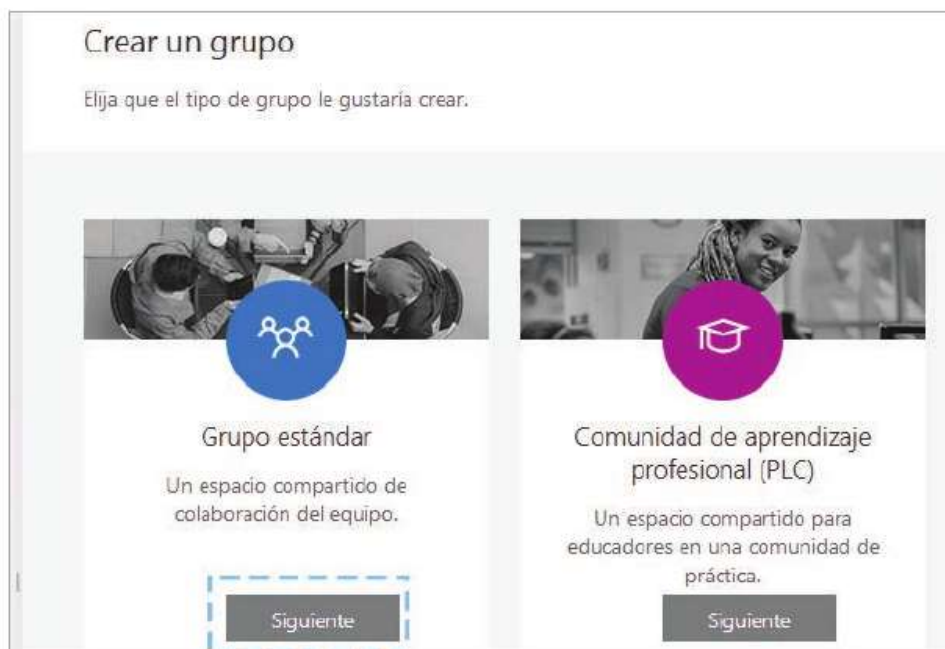 Crear un grupo
Elija que el tipo de grupo le gustaría crear.
Grupo estándar
Un espacio compartido de
colaboración del equipo.
Siguiente
Comunidad de aprendizaje
profesional (PLC)
Un espacio compartido para
educadores en una comunidad de
práctica.
Siguiente